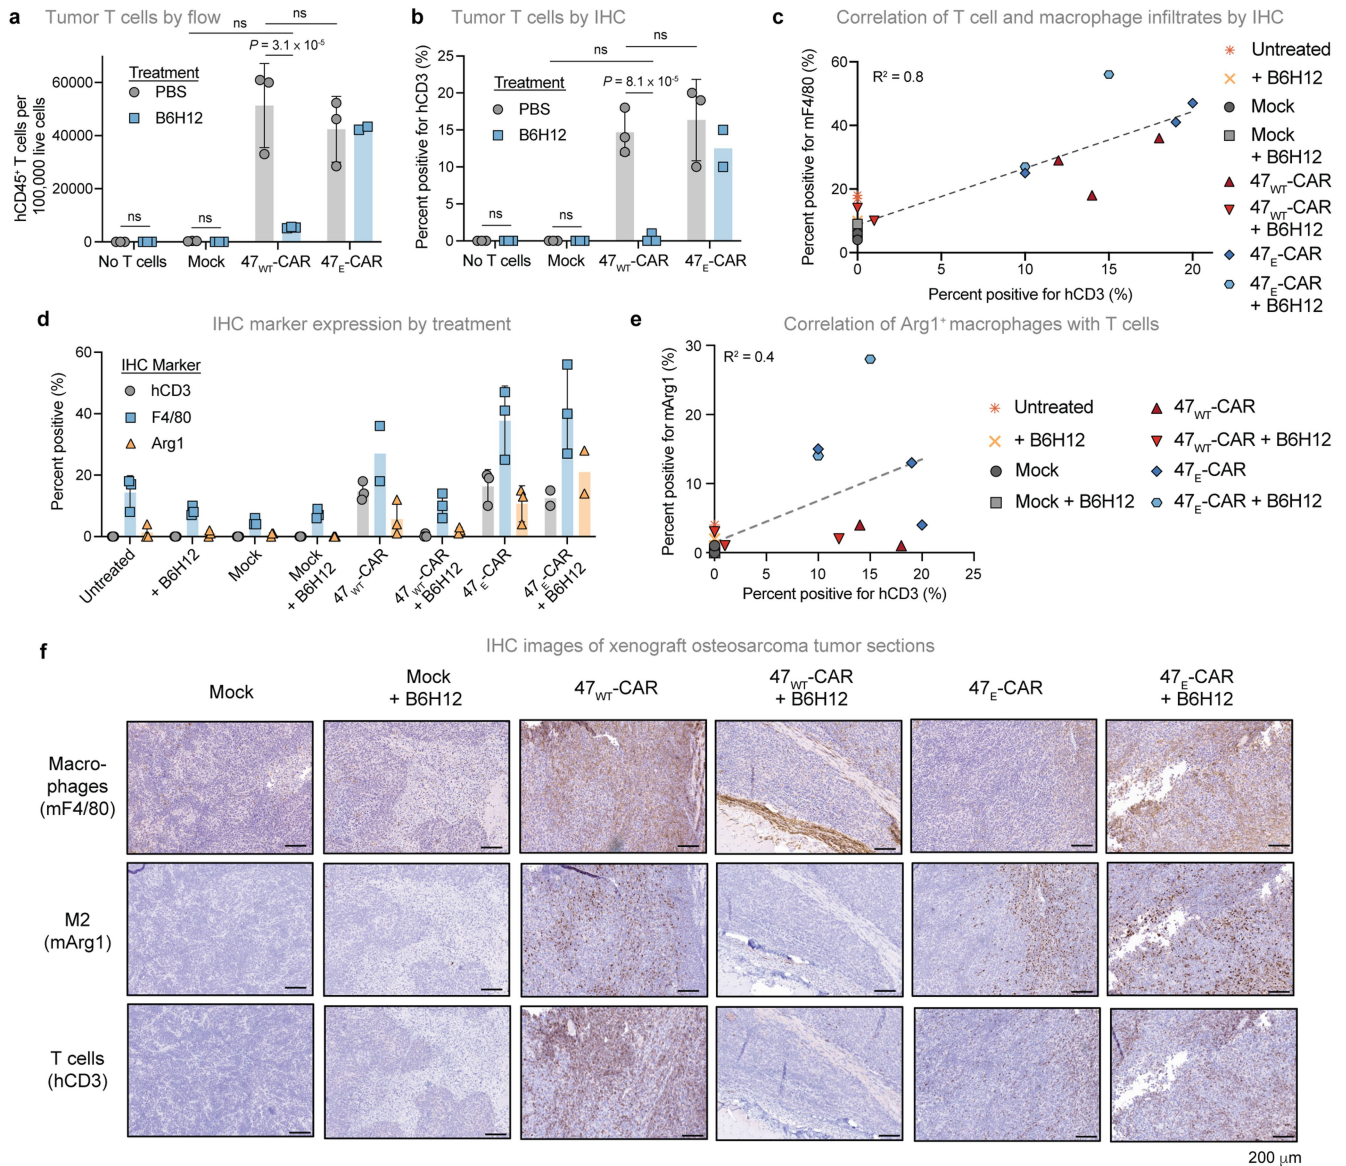 a Tumor T cells by flow
hCD45⁺ T cells per
100,000 live cells
60000
40000
20000
0
Treatment
PBS
B6H12
ns
ns
P = 3.1 x 10⁻⁵
ns
ns
No T cells Mock 47WT-CAR 47E-CAR
b Tumor T cells by IHC
Percent positive for hCD3 (%)
25
20
15
10
5
0
Treatment
PBS
B6H12
ns
ns
P = 8.1 x 10⁻⁵
ns
ns
No T cells Mock 47WT-CAR 47E-CAR
c Correlation of T cell and macrophage infiltrates by IHC
Percent positive for mF4/80 (%)
60
40
20
0
R² = 0.8
0 5 10 15 20
Percent positive for hCD3 (%)
Untreated
+ B6H12
Mock
Mock
+ B6H12
47WT-CAR
47WT-CAR
+ B6H12
47E-CAR
47E-CAR
+ B6H12
d IHC marker expression by treatment
Percent positive (%)
60
40
20
0
IHC Marker
hCD3
F4/80
Arg1
Untreated
+ B6H12
Mock
Mock
+ B6H12
47WT-CAR
47WT-CAR
+ B6H12
47E-CAR
47E-CAR
+ B6H12
e Correlation of Arg1⁺ macrophages with T cells
Percent positive for mArg1 (%)
30
20
10
0
R² = 0.4
0 5 10 15 20 25
Percent positive for hCD3 (%)
Untreated
+ B6H12
Mock
Mock + B6H12
47WT-CAR
47WT-CAR + B6H12
47E-CAR
47E-CAR + B6H12
f IHC images of xenograft osteosarcoma tumor sections
Mock
Mock
+ B6H12
47WT-CAR
47WT-CAR
+ B6H12
47E-CAR
47E-CAR
+ B6H12
Macro-
phages
(mF4/80)
M2
(mArg1)
T cells
(hCD3)
200 μm